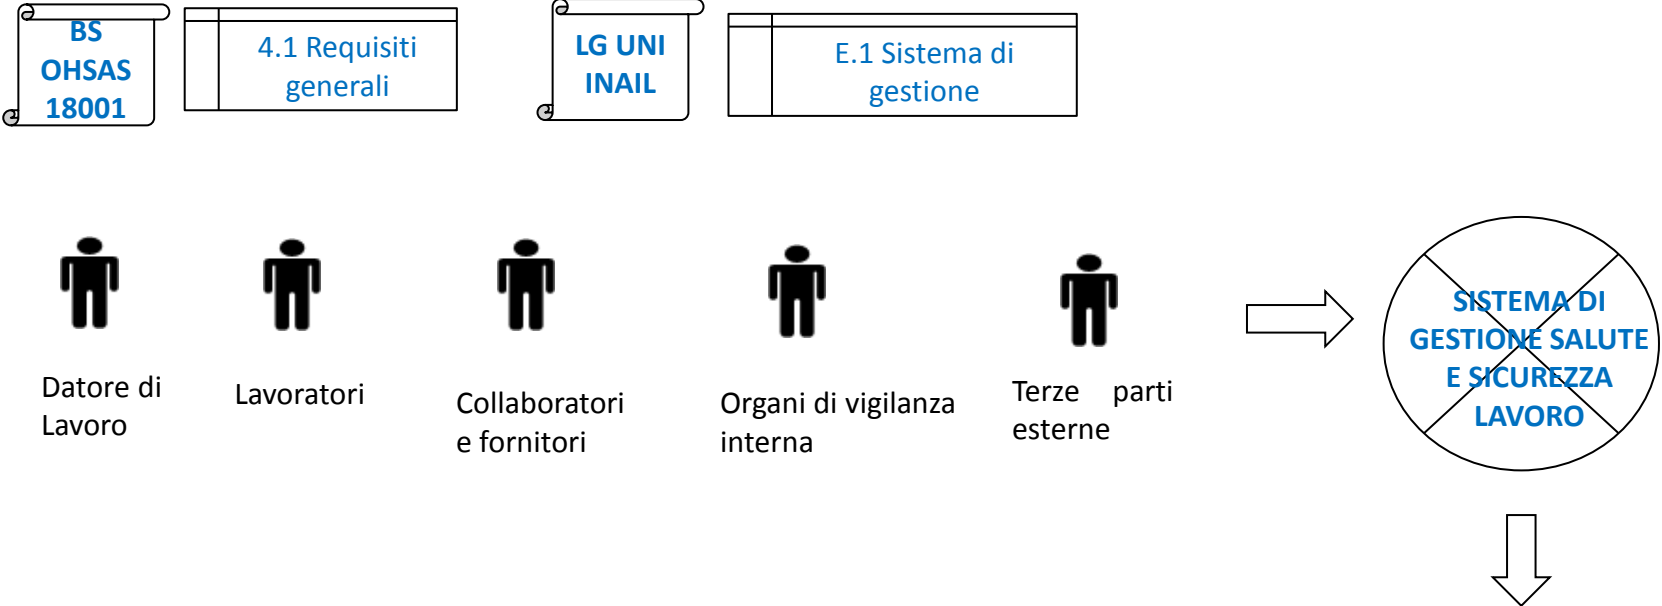 BS
OHSAS
18001
4.1 Requisiti
generali
LG UNI
INAIL
E.1 Sistema di
gestione
Datore di
Lavoro
Lavoratori
Collaboratori
e fornitori
Organi di vigilanza
interna
Terze parti
esterne
SISTEMA DI
GESTIONE SALUTE
E SICUREZZA
LAVORO